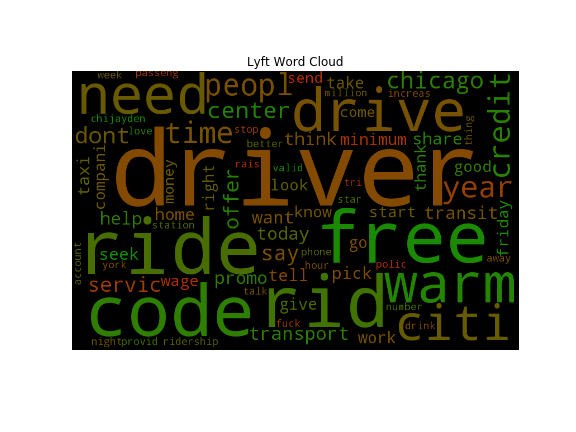 Lyft Word Cloud
week
passeng
send
take
chicago
need
peopl
million
increas
credit
center
drive
come
chijayden
dont
love
time
stop
think
minimum
share
thing
better
taxi
compani
driver
rais
valid
money
right
offer
look
tri
thank
good
star
year
help
home
station
want
know
start
transit
friday
ride
today
free
go
account
seek
york
say
phone
away
servic
wage
promo
tell
hour
pick
polic
warm
talk
give
code
rid
number
citi
fuck
drink
transport
work
night
provid
ridership